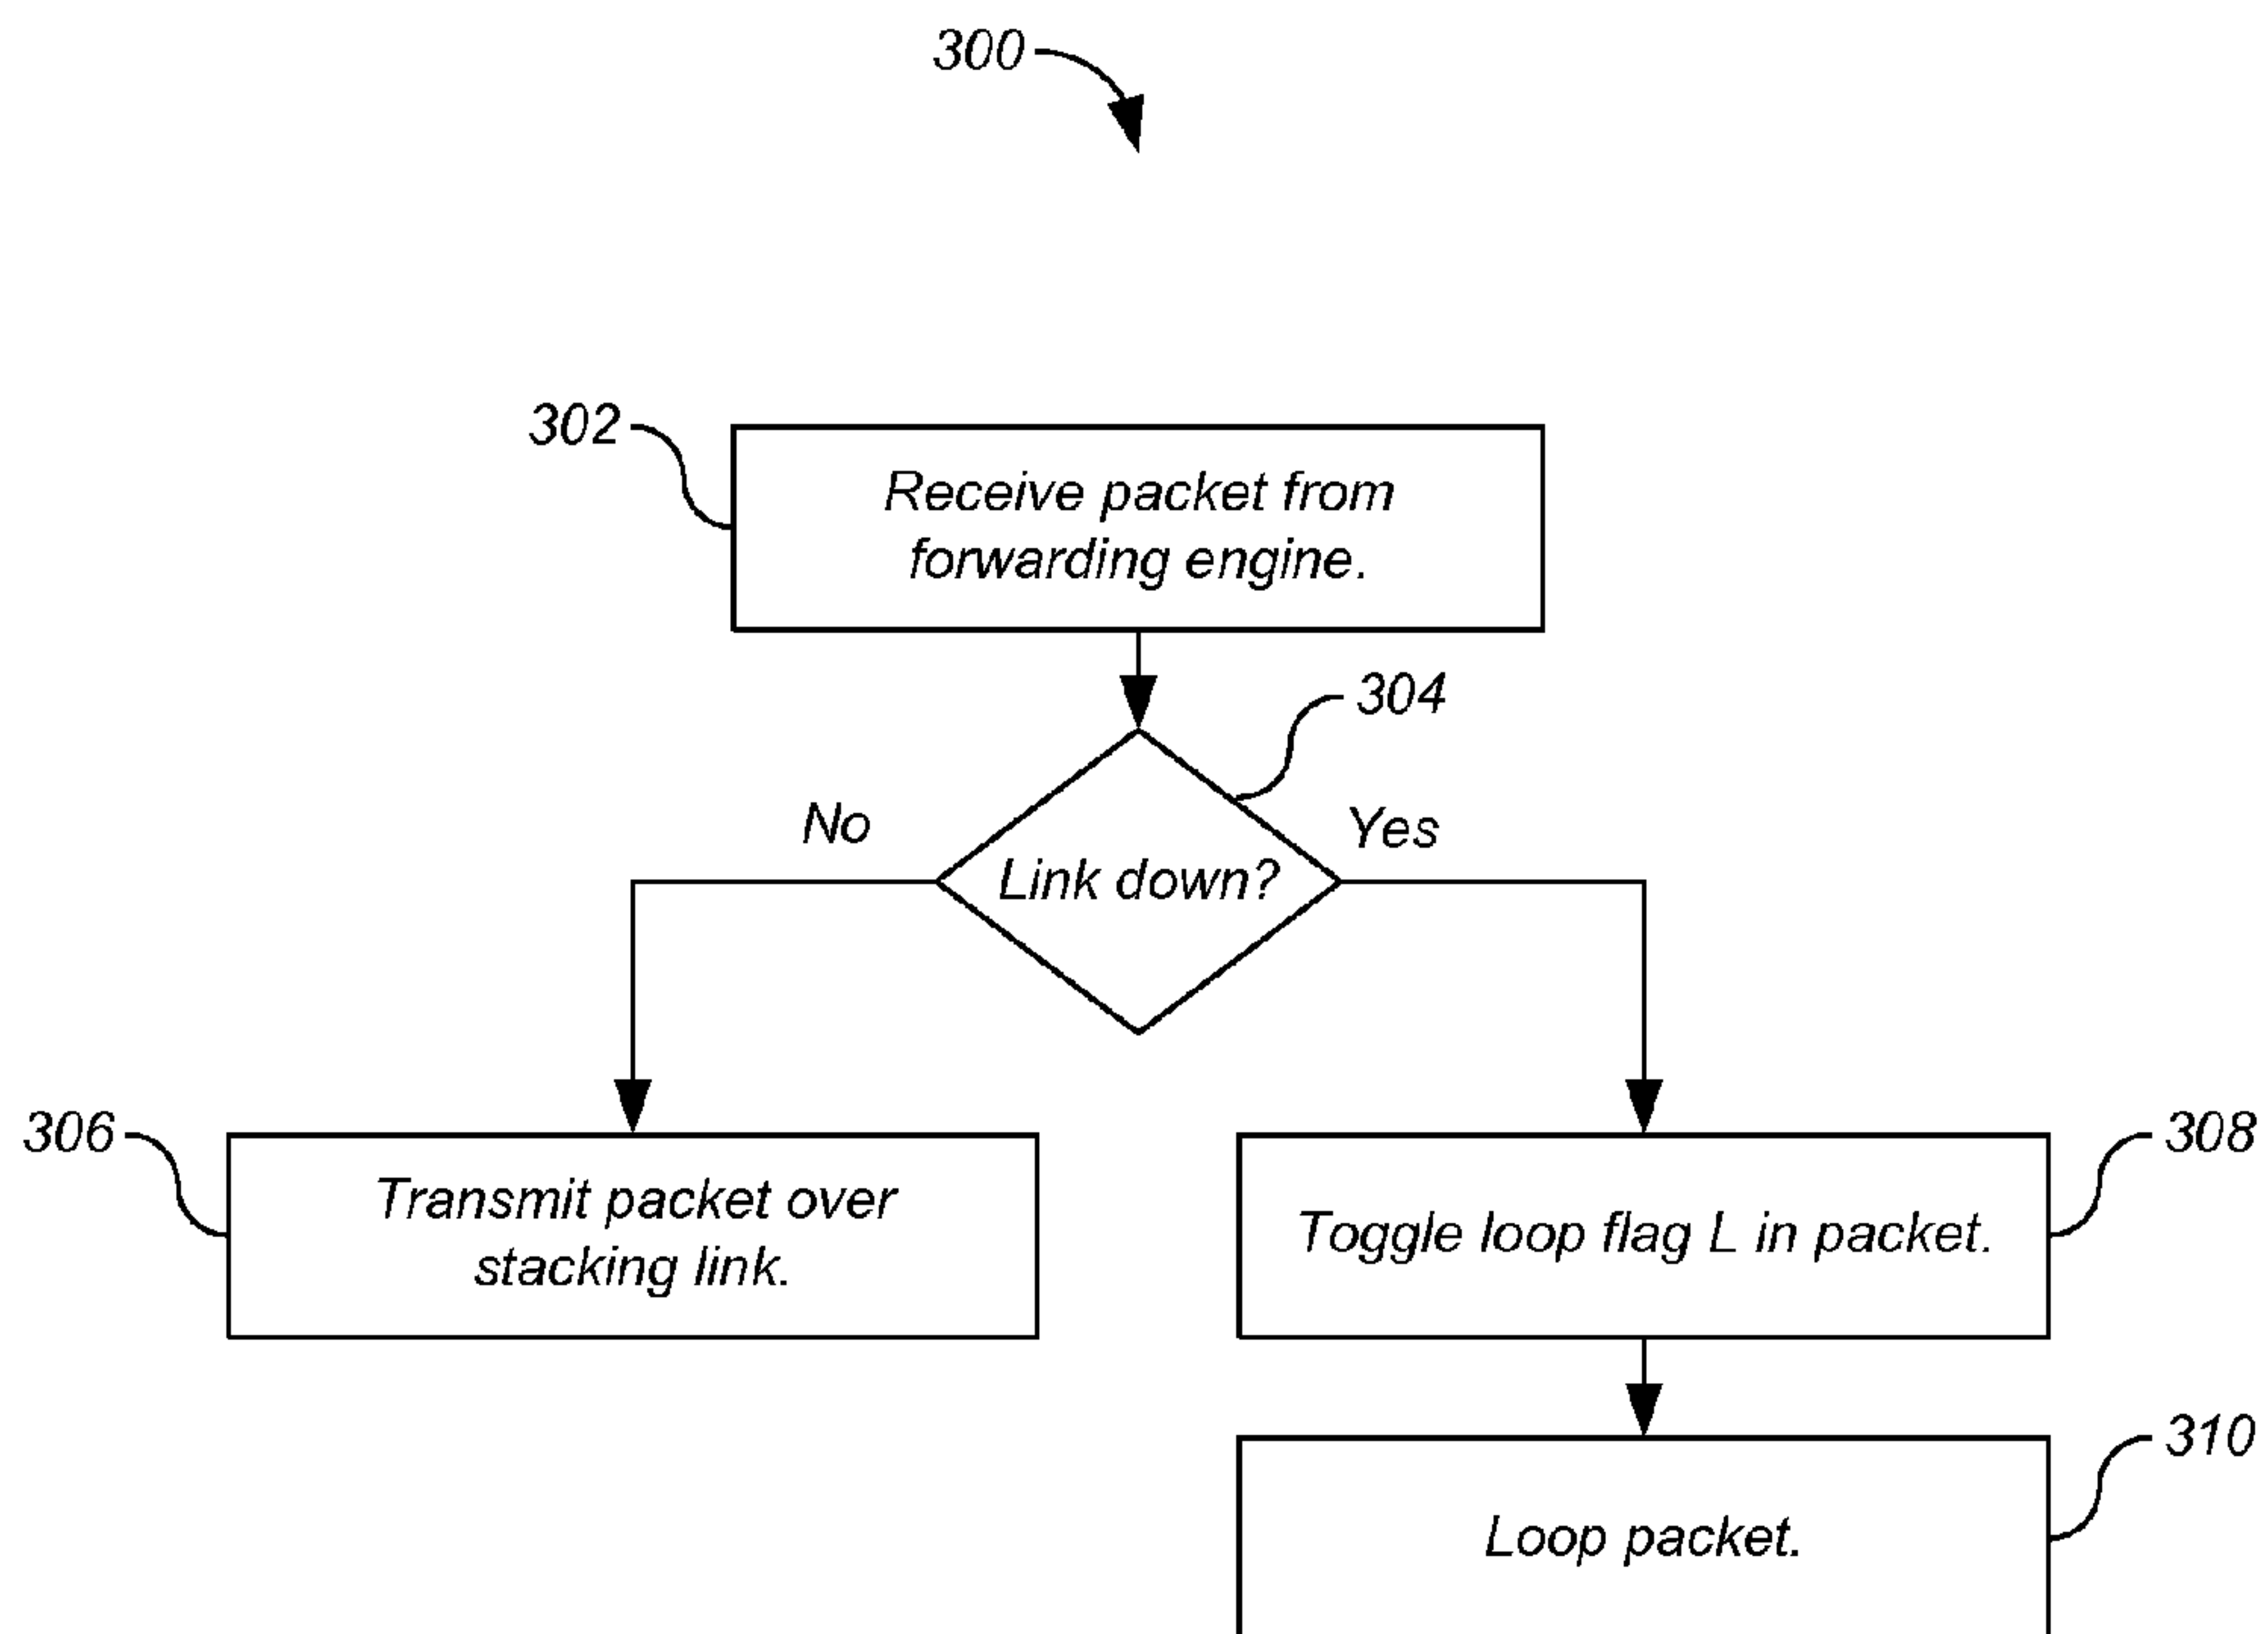 300
302
Receive packet from
forwarding engine.
304
No
Yes
Link down?
306
Transmit packet over
stacking link.
308
Toggle loop flag L in packet.
310
Loop packet.